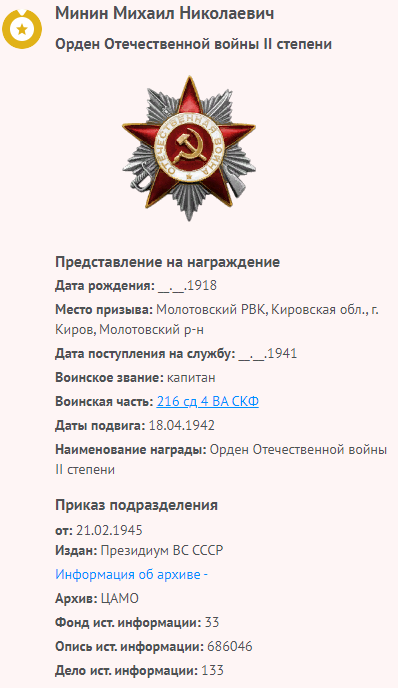 Минин Михаил Николаевич
Орден Отечественной войны II степени
ОТЕЧЕСТВЕННАЯ ВОЙНА
Представление на награждение
Дата рождения: __.__.1918
Место призыва: Молотовский РВК, Кировская обл., г.
Киров, Молотовский р-н
Дата поступления на службу: __.__.1941
Воинское звание: капитан
Воинская часть: 216 сд 4 ВА СКФ
Даты подвига: 18.04.1942
Наименование награды: Орден Отечественной войны
II степени
Приказ подразделения
от: 21.02.1945
Издан: Президиум ВС СССР
Информация об архиве -
Архив: ЦАМО
Фонд ист. информации: 33
Опись ист. информации: 686046
Дело ист. информации: 133